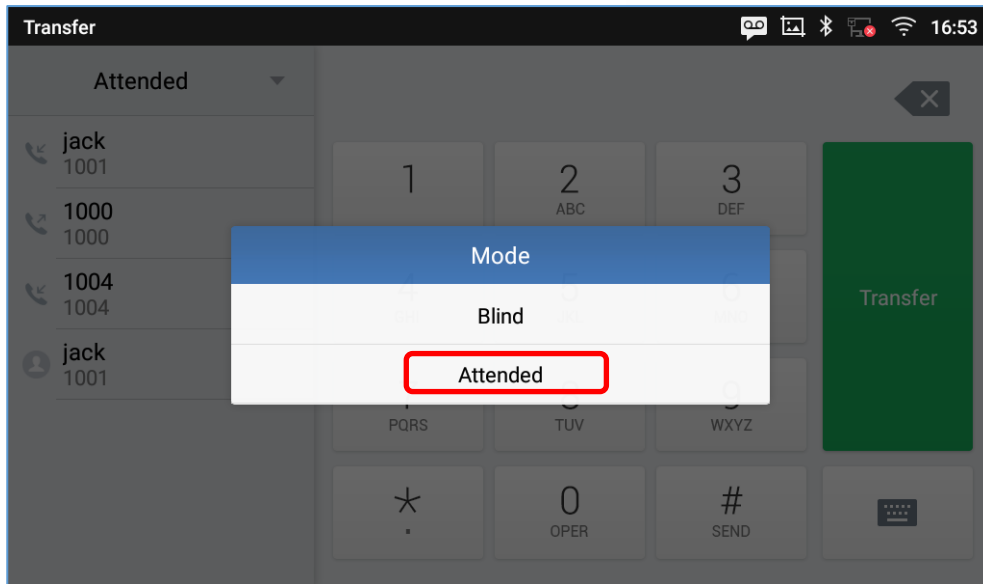 Transfer 16:53
Attended
jack
1001
1000
1000
1004
1004
jack
1001
1 2 3
ABC DEF
Mode
Blind
Attended
PQRS TUV WXYZ
Transfer
* 0 #
OPER SEND